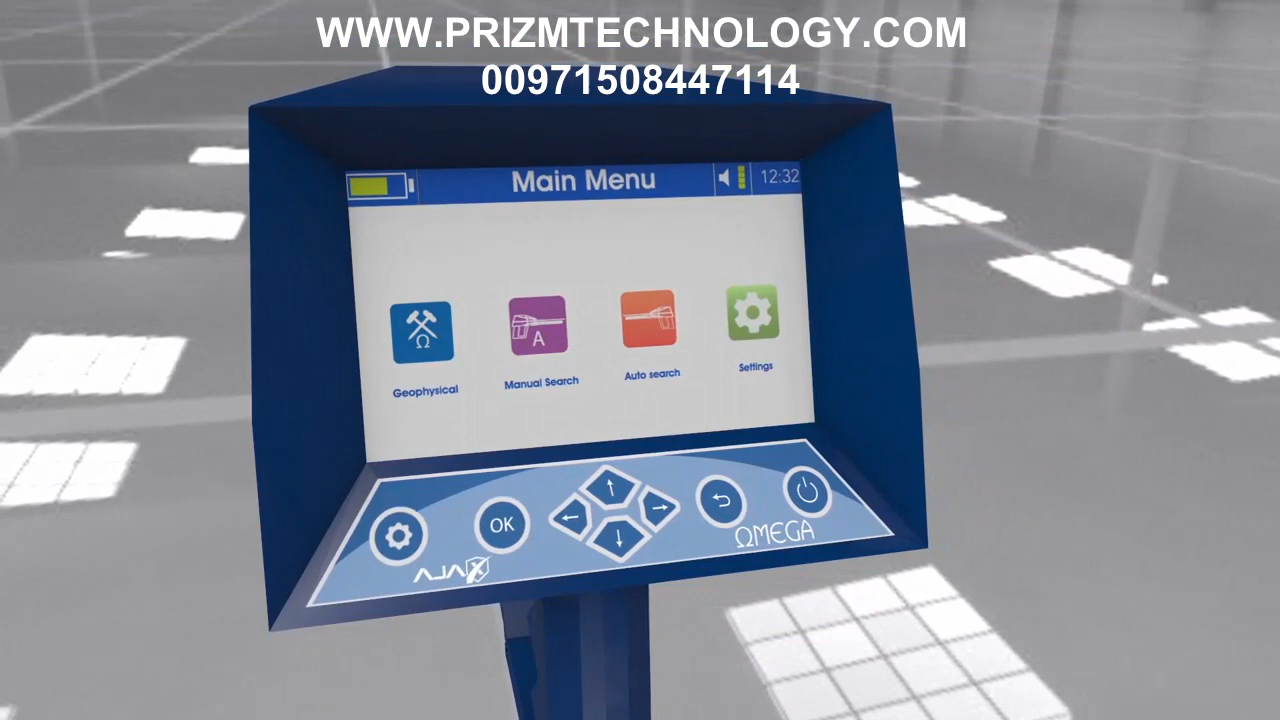 WWW.PRIZMTECHNOLOGY.COM
00971508447114
Main Menu
12:32
Geophysical
Ω
Manual Search
A
Auto search
Settings
OK
AJAX
ΩMEGA